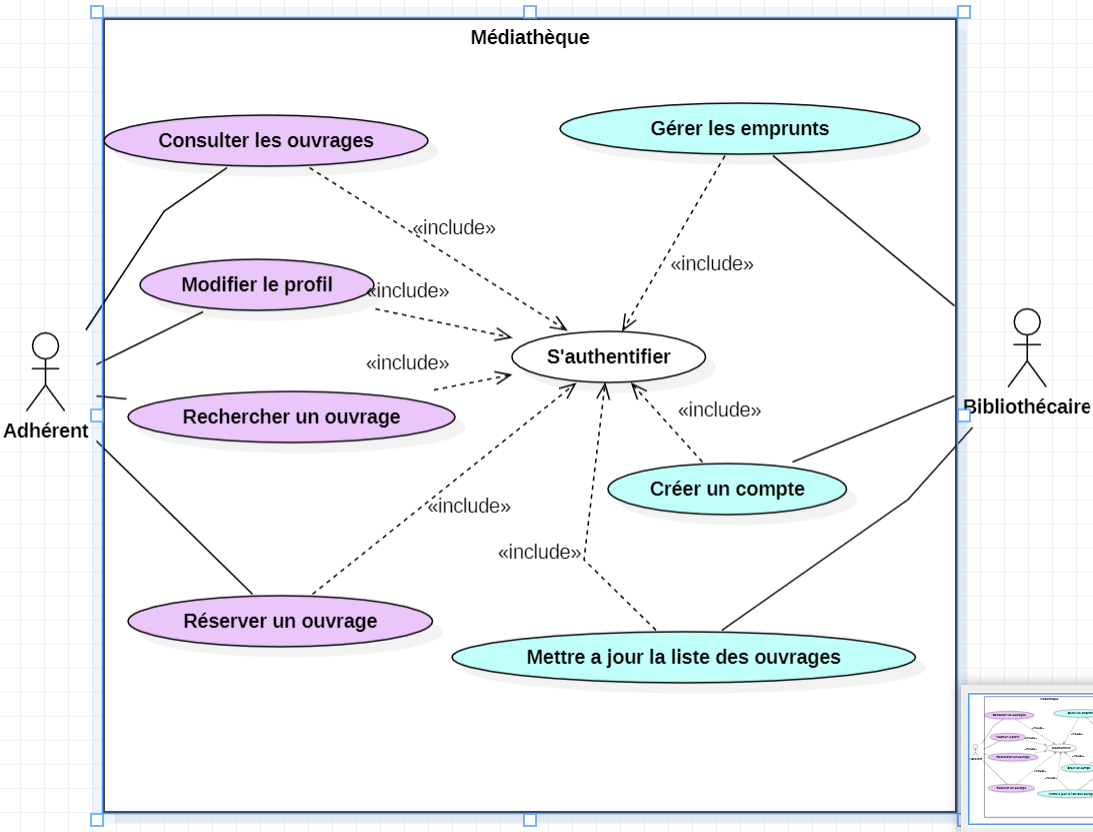 Médiathèque
Consulter les ouvrages
Gérer les emprunts
«include»
«include»
Modifier le profil
«include»
S'authentifier
«include»
Rechercher un ouvrage
«include»
Adhérent
Bibliothécaire
Créer un compte
«include»
«include»
Réserver un ouvrage
Mettre a jour la liste des ouvrages